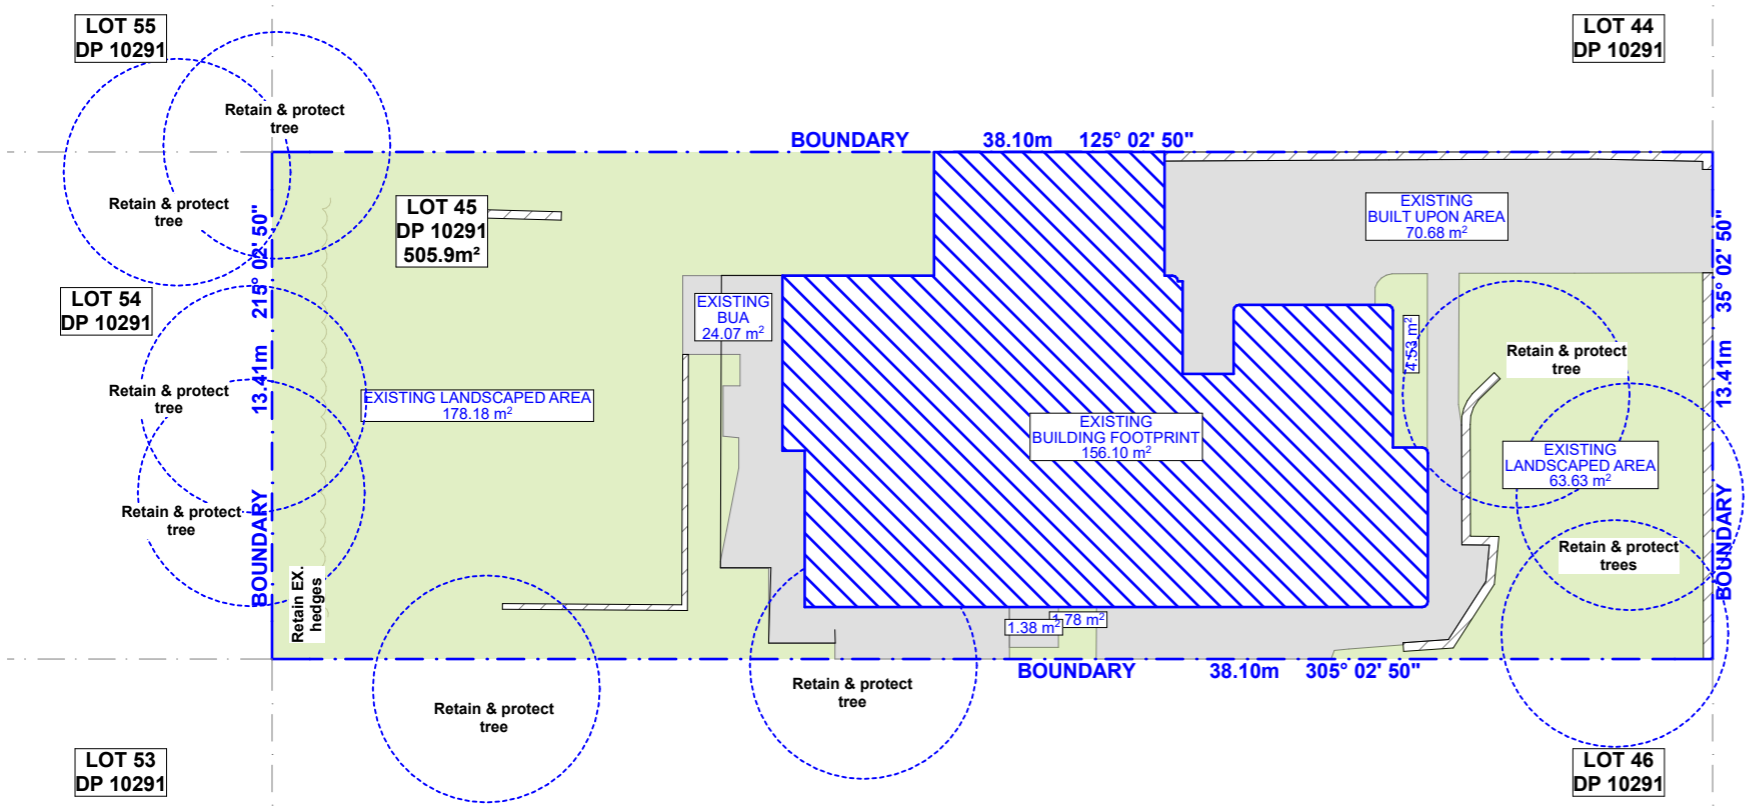 LOT 55
DP 10291
LOT 44
DP 10291
Retain & protect
tree
BOUNDARY 38.10m 125° 02' 50"
Retain & protect
tree
LOT 45
DP 10291
505.9m²
EXISTING
BUILT UPON AREA
70.68 m²
BOUNDARY 13.41m 215° 02' 50"
BOUNDARY 13.41m 35° 02' 50"
LOT 54
DP 10291
EXISTING
BUA
24.07 m²
4.53 m²
Retain & protect
tree
Retain & protect
tree
EXISTING LANDSCAPED AREA
178.18 m²
EXISTING
BUILDING FOOTPRINT
156.10 m²
EXISTING
LANDSCAPED AREA
63.63 m²
Retain & protect
tree
Retain & protect
trees
Retain EX.
hedges
1.38 m²
1.78 m²
BOUNDARY 38.10m 305° 02' 50"
Retain & protect
tree
Retain & protect
tree
LOT 53
DP 10291
LOT 46
DP 10291